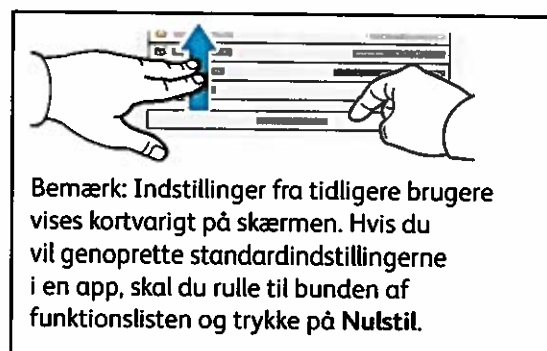 Bemærk: Indstillinger fra tidligere brugere
vises kortvarigt på skærmen. Hvis du
vil genoprette standardindstillingerne
i en app, skal du rulle til bunden af
funktionslisten og trykke på Nulstil.